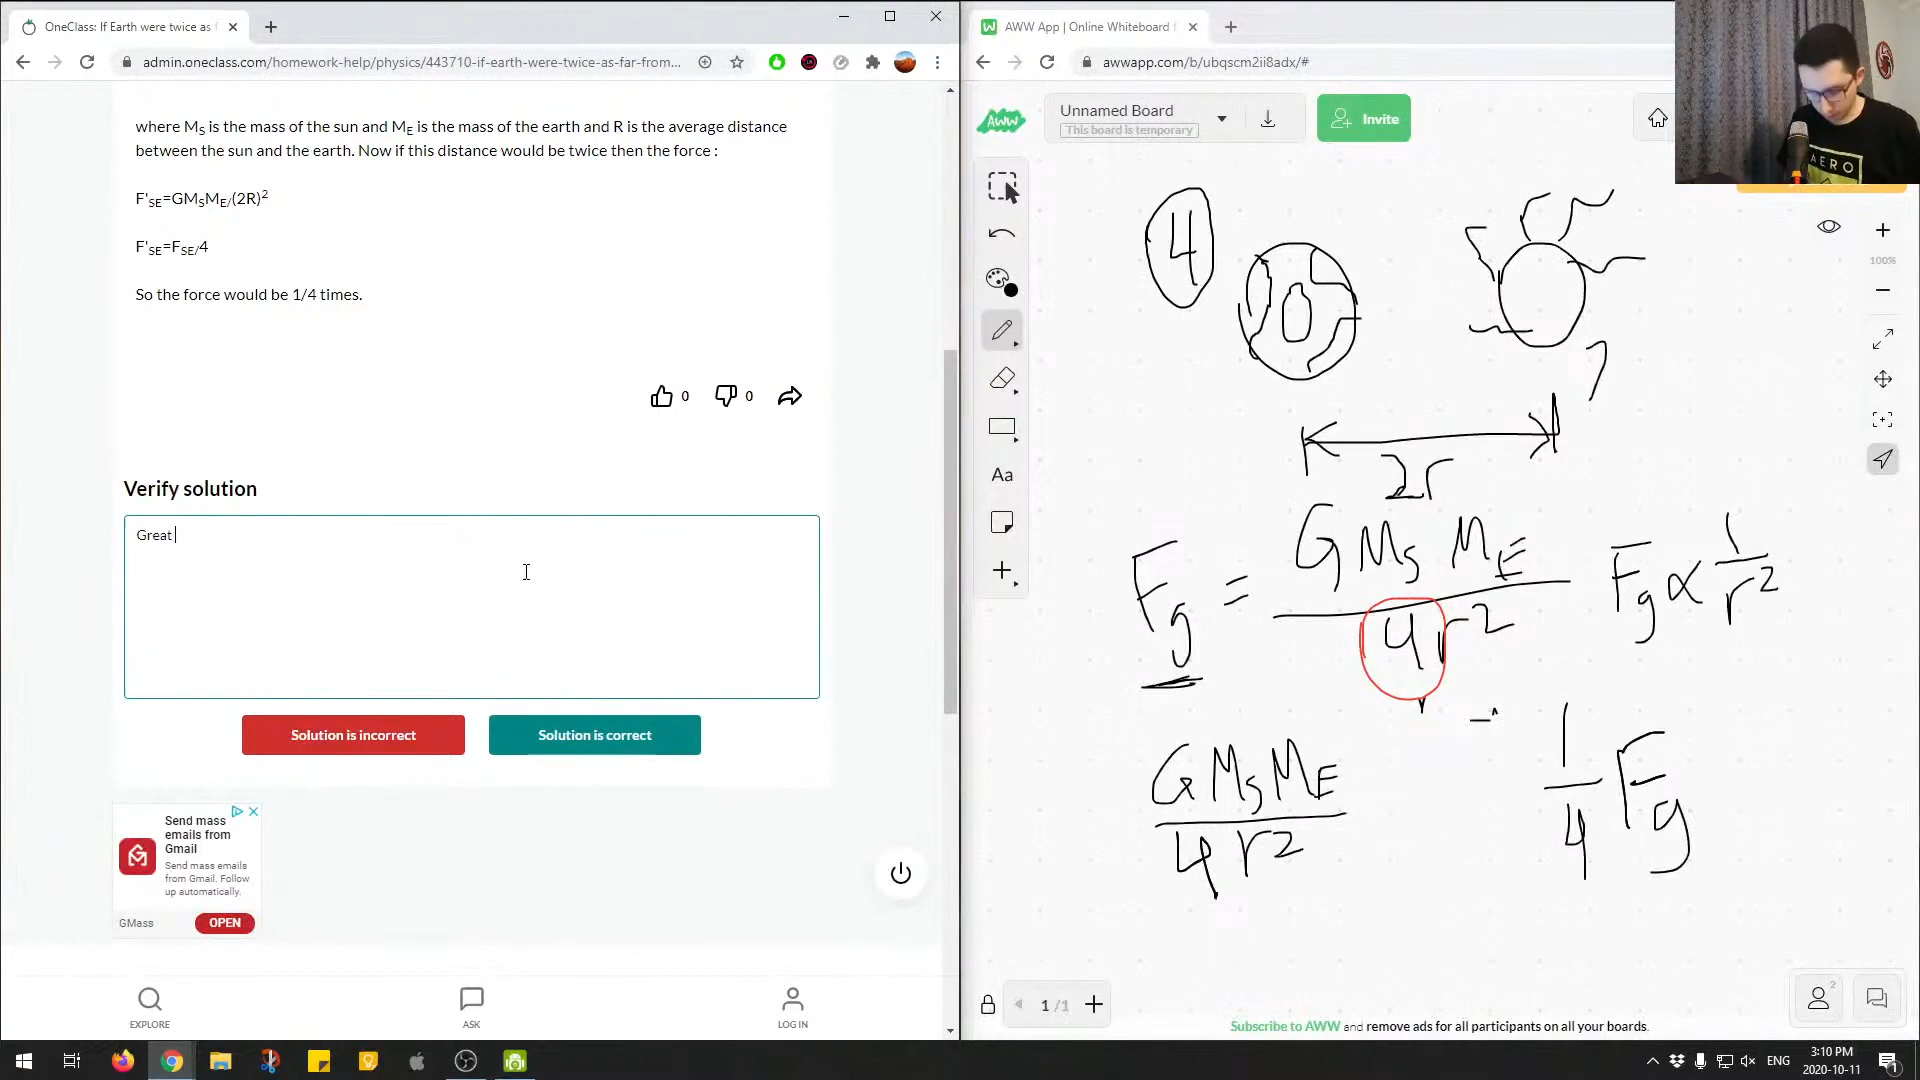 OneClass: If Earth were twice as
admin.oneclass.com/homework-help/physics/443710-if-earth-were-twice-as-far-from...
where MS is the mass of the sun and ME is the mass of the earth and R is the average distance
between the sun and the earth. Now if this distance would be twice then the force :
F'SE=GMSME/(2R)2
F'SE=FSE/4
So the force would be 1/4 times.
0 0
Verify solution
Great
Solution is incorrect Solution is correct
Send mass
emails from
Gmail
Send mass emails
from Gmail. Follow
up automatically.
GMass OPEN
EXPLORE ASK LOG IN
AWW App | Online Whiteboard f
awwapp.com/b/ubqscm2ii8adx/#
AWW
Unnamed Board
This board is temporary
Invite
AERO
100%
Aa
4
2r
Fg = GMS ME / 4r2 Fg ∝ 1/r2
GMSME / 4r2 1/4 Fg
1 /1
2
Subscribe to AWW and remove ads for all participants on all your boards.
ENG
3:10 PM
2020-10-11
1